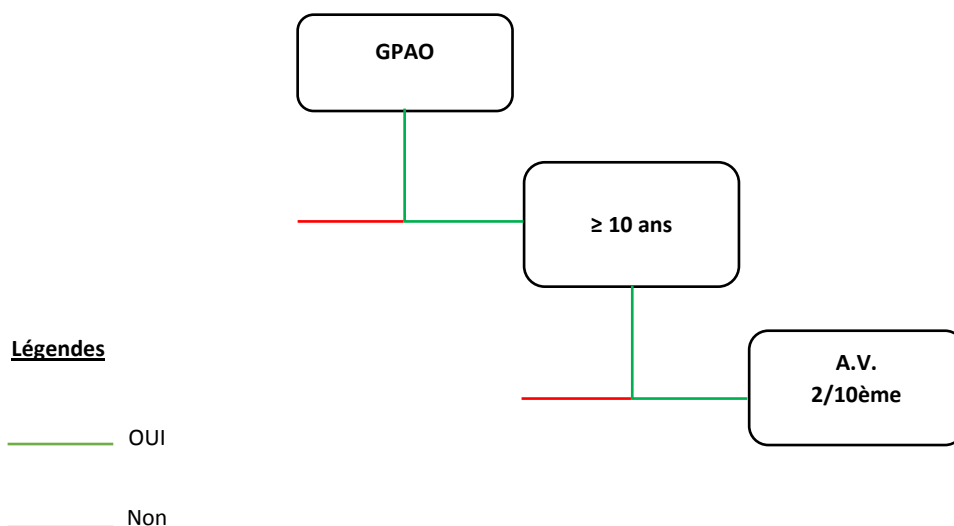 GPAO
≥ 10 ans
Légendes
A.V.
2/10ème
OUI
Non